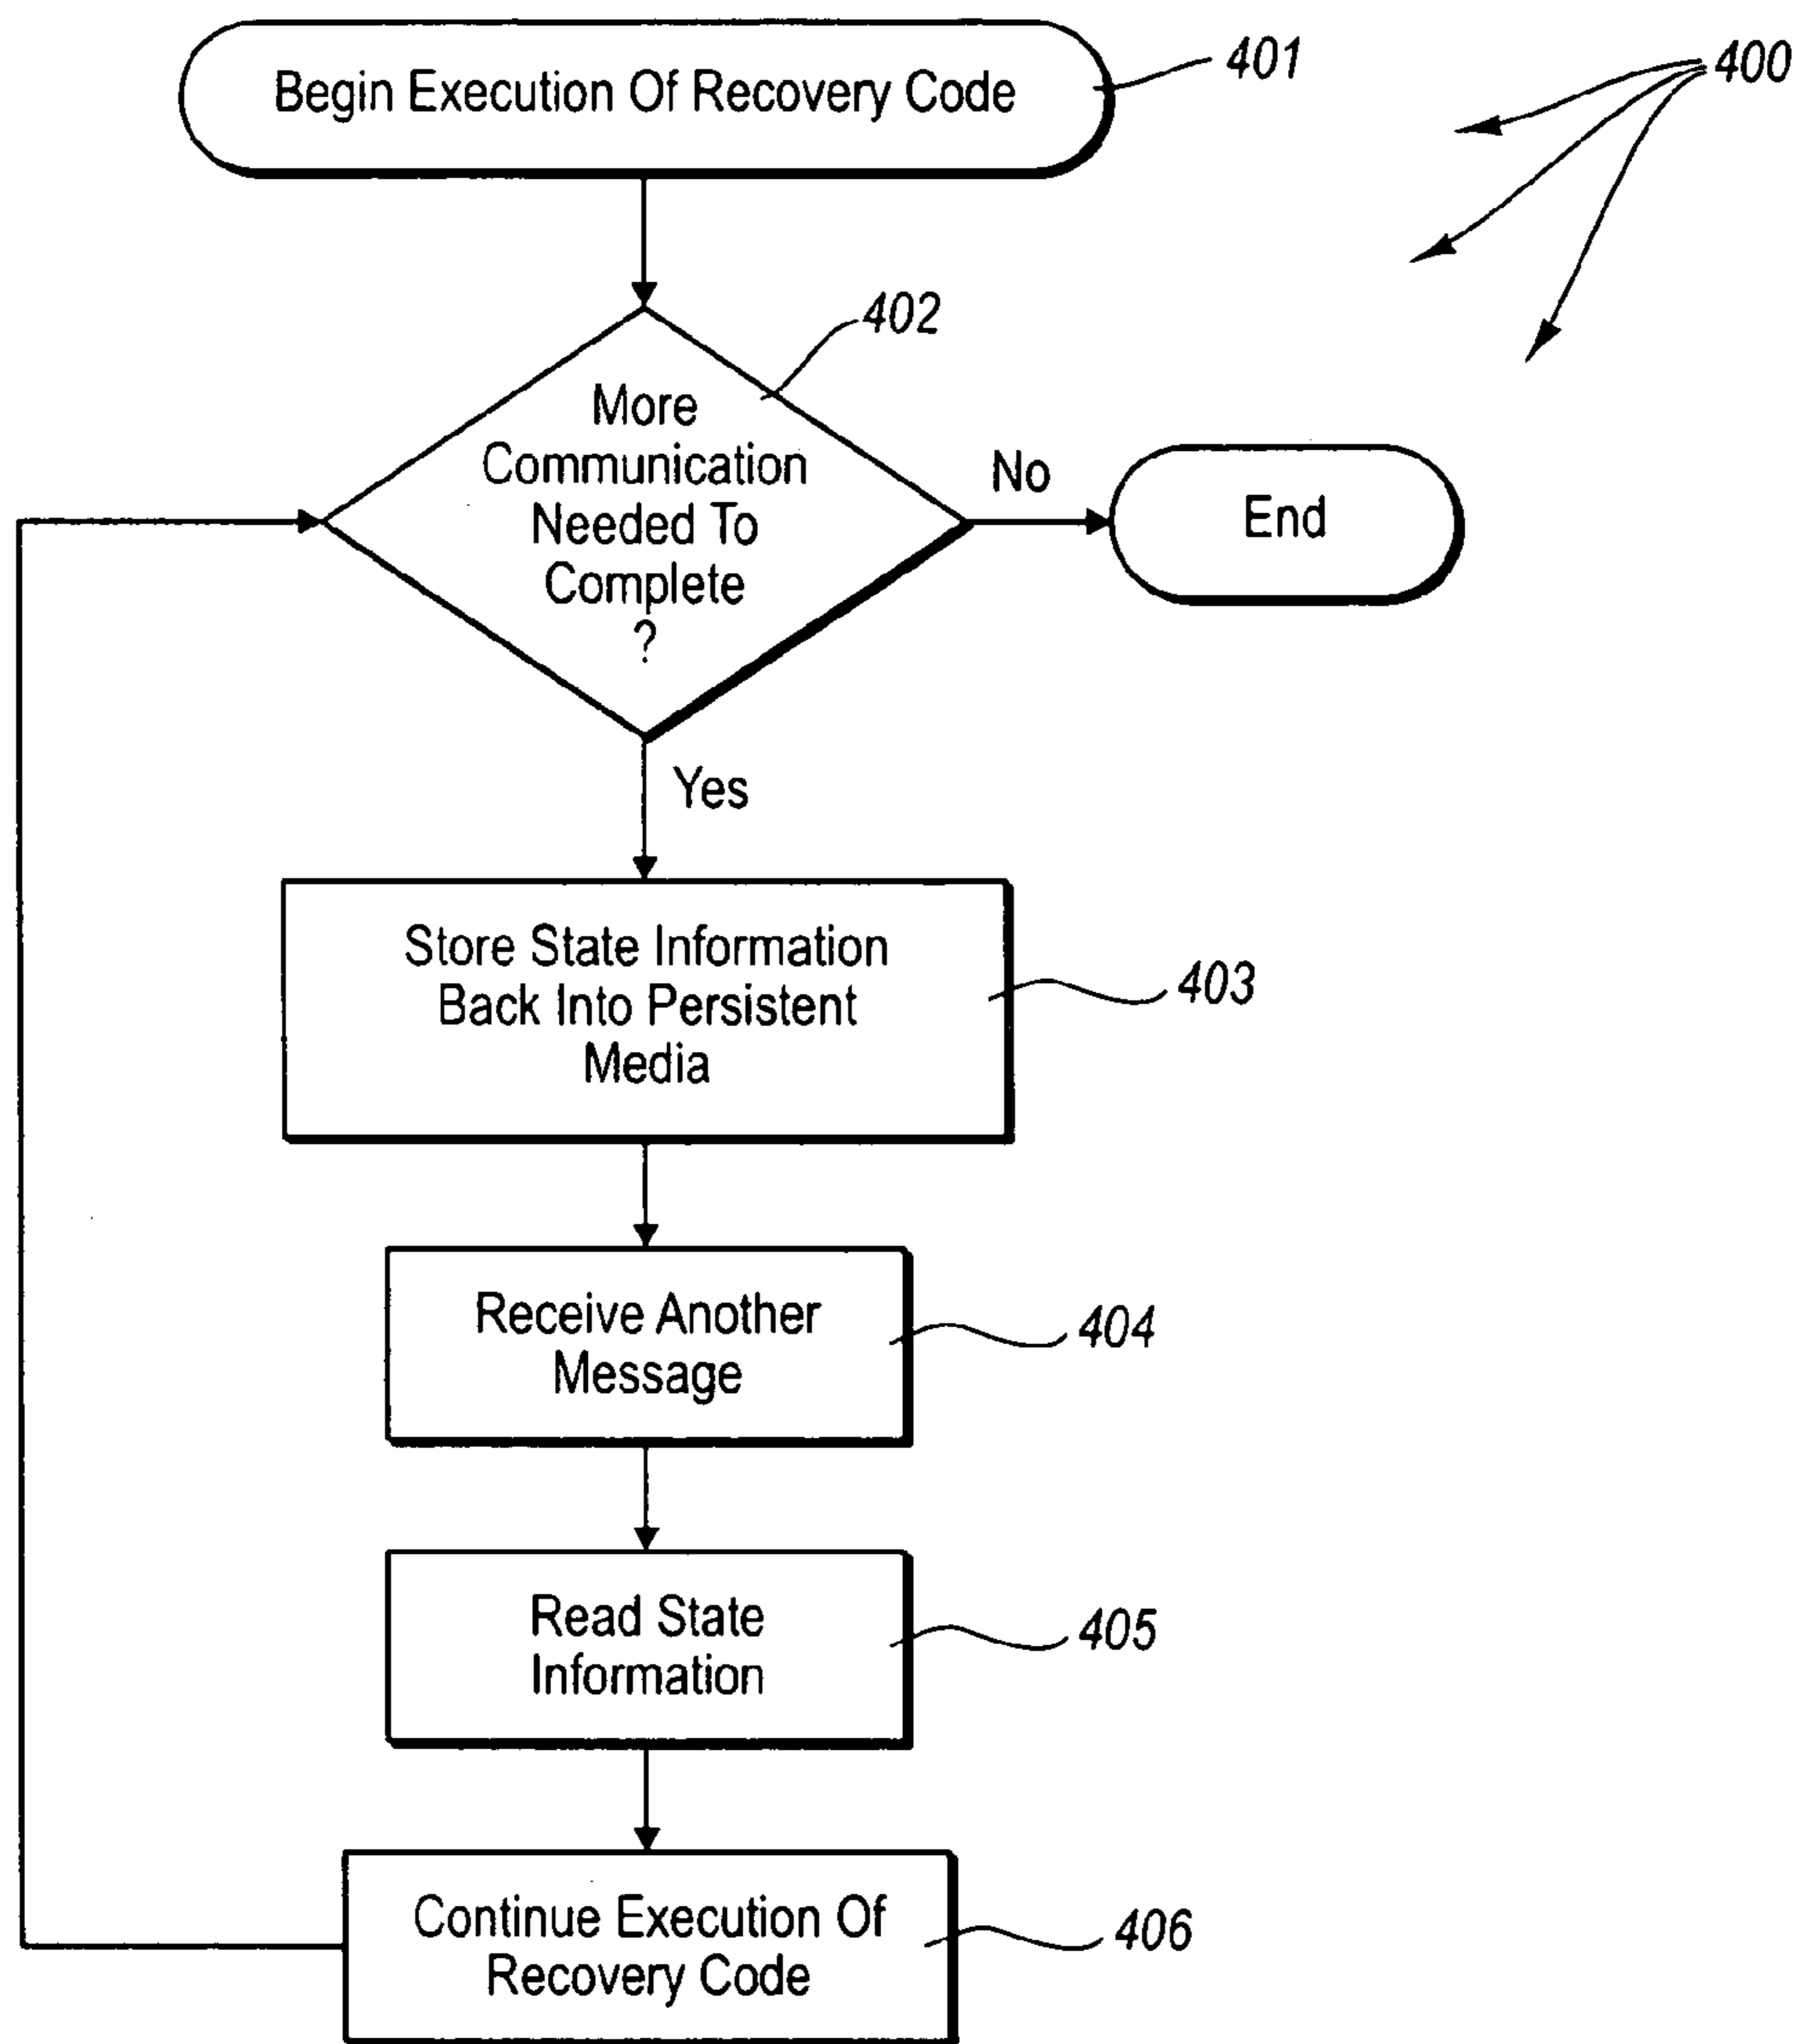 Begin Execution Of Recovery Code
401
400
402
More
Communication
Needed To
Complete
?
No
End
Yes
Store State Information
Back Into Persistent
Media
403
Receive Another
Message
404
Read State
Information
405
Continue Execution Of
Recovery Code
406